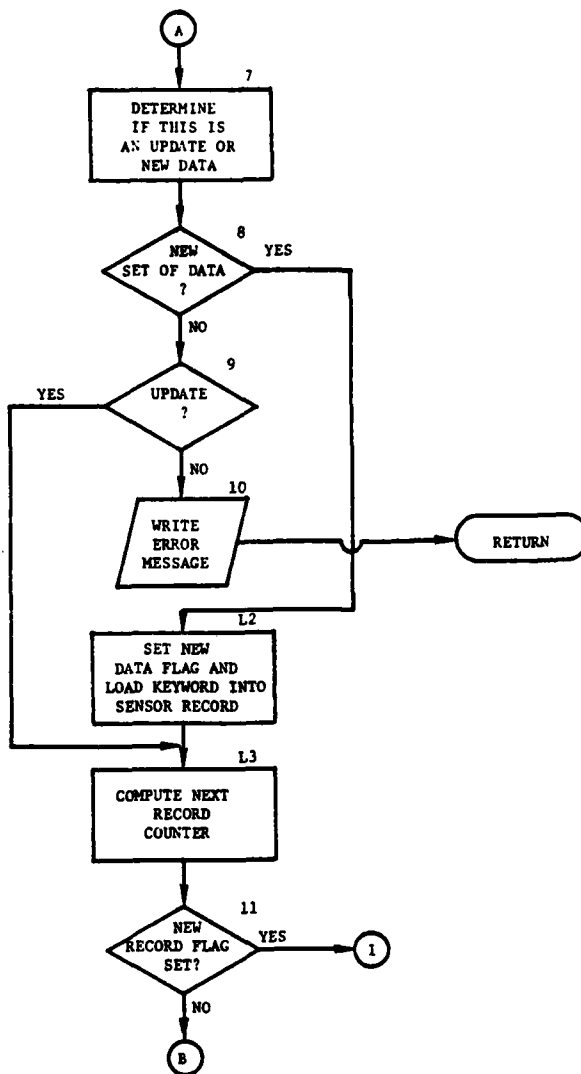 A
7
DETERMINE
IF THIS IS
AN UPDATE OR
NEW DATA
8
NEW
SET OF DATA
?
YES
NO
9
YES
UPDATE
?
NO
10
WRITE
ERROR
MESSAGE
RETURN
L2
SET NEW
DATA FLAG AND
LOAD KEYWORD INTO
SENSOR RECORD
L3
COMPUTE NEXT
RECORD
COUNTER
11
NEW
RECORD FLAG
SET?
YES
I
NO
B